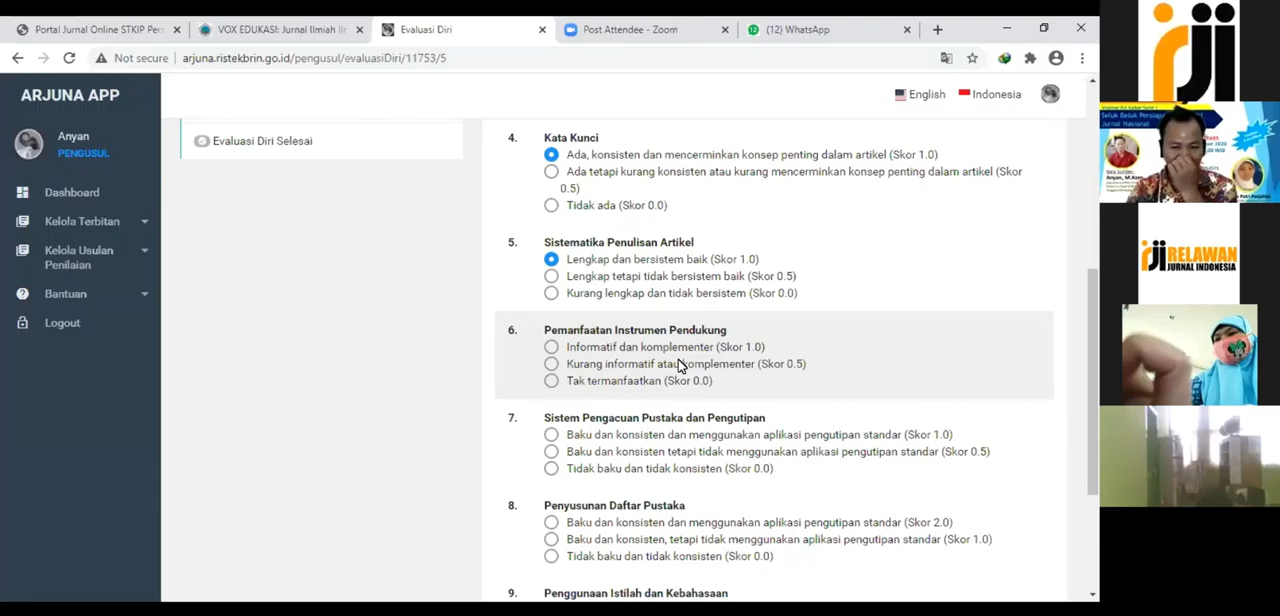 Portal Jurnal Online STKIP Per
VOX EDUKASI: Jurnal Ilmiah Ilm
Evaluasi Diri
Post Attendee - Zoom
(12) WhatsApp
Not secure
arjuna.ristekbrin.go.id/pengusul/evaluasiDiri/11753/5
ARJUNA APP
English
Indonesia
Anyan
PENGUSUL
Dashboard
Kelola Terbitan
Kelola Usulan
Penilaian
Bantuan
Logout
Evaluasi Diri Selesai
4. Kata Kunci
Ada, konsisten dan mencerminkan konsep penting dalam artikel (Skor 1.0)
Ada tetapi kurang konsisten atau kurang mencerminkan konsep penting dalam artikel (Skor
0.5)
Tidak ada (Skor 0.0)
5. Sistematika Penulisan Artikel
Lengkap dan bersistem baik (Skor 1.0)
Lengkap tetapi tidak bersistem baik (Skor 0.5)
Kurang lengkap dan tidak bersistem (Skor 0.0)
6. Pemanfaatan Instrumen Pendukung
Informatif dan komplementer (Skor 1.0)
Kurang informatif atau komplementer (Skor 0.5)
Tak termanfaatkan (Skor 0.0)
7. Sistem Pengacuan Pustaka dan Pengutipan
Baku dan konsisten dan menggunakan aplikasi pengutipan standar (Skor 1.0)
Baku dan konsisten tetapi tidak menggunakan aplikasi pengutipan standar (Skor 0.5)
Tidak baku dan tidak konsisten (Skor 0.0)
8. Penyusunan Daftar Pustaka
Baku dan konsisten dan menggunakan aplikasi pengutipan standar (Skor 2.0)
Baku dan konsisten, tetapi tidak menggunakan aplikasi pengutipan standar (Skor 1.0)
Tidak baku dan tidak konsisten (Skor 0.0)
9. Penggunaan Istilah dan Kebahasaan
Seluk Beluk Persiap
Jurnal Nasional
Anyan, M.Kom
RELAWAN
JURNAL INDONESIA